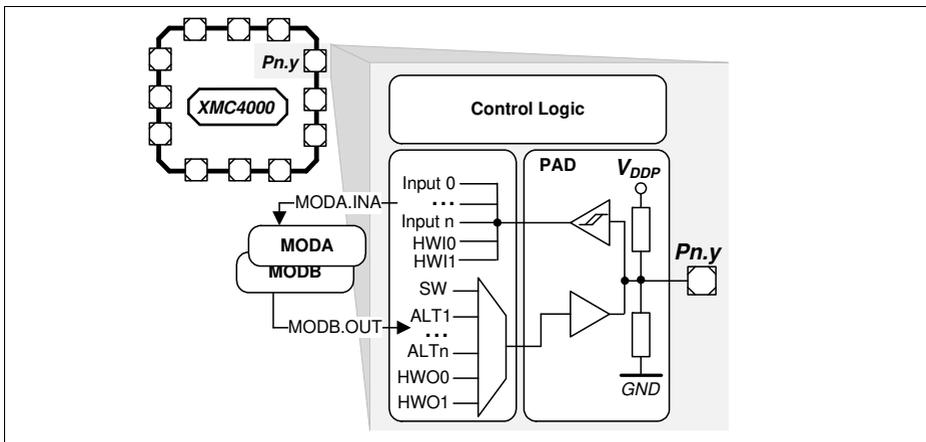 Pn.y
XMC4000
Control Logic
PAD
VDDP
Input 0
...
Input n
HWI0
HWI1
MODA.INA
MODA
MODB
Pn.y
SW
ALT1
...
ALTn
HWO0
HWO1
MODB.OUT
GND